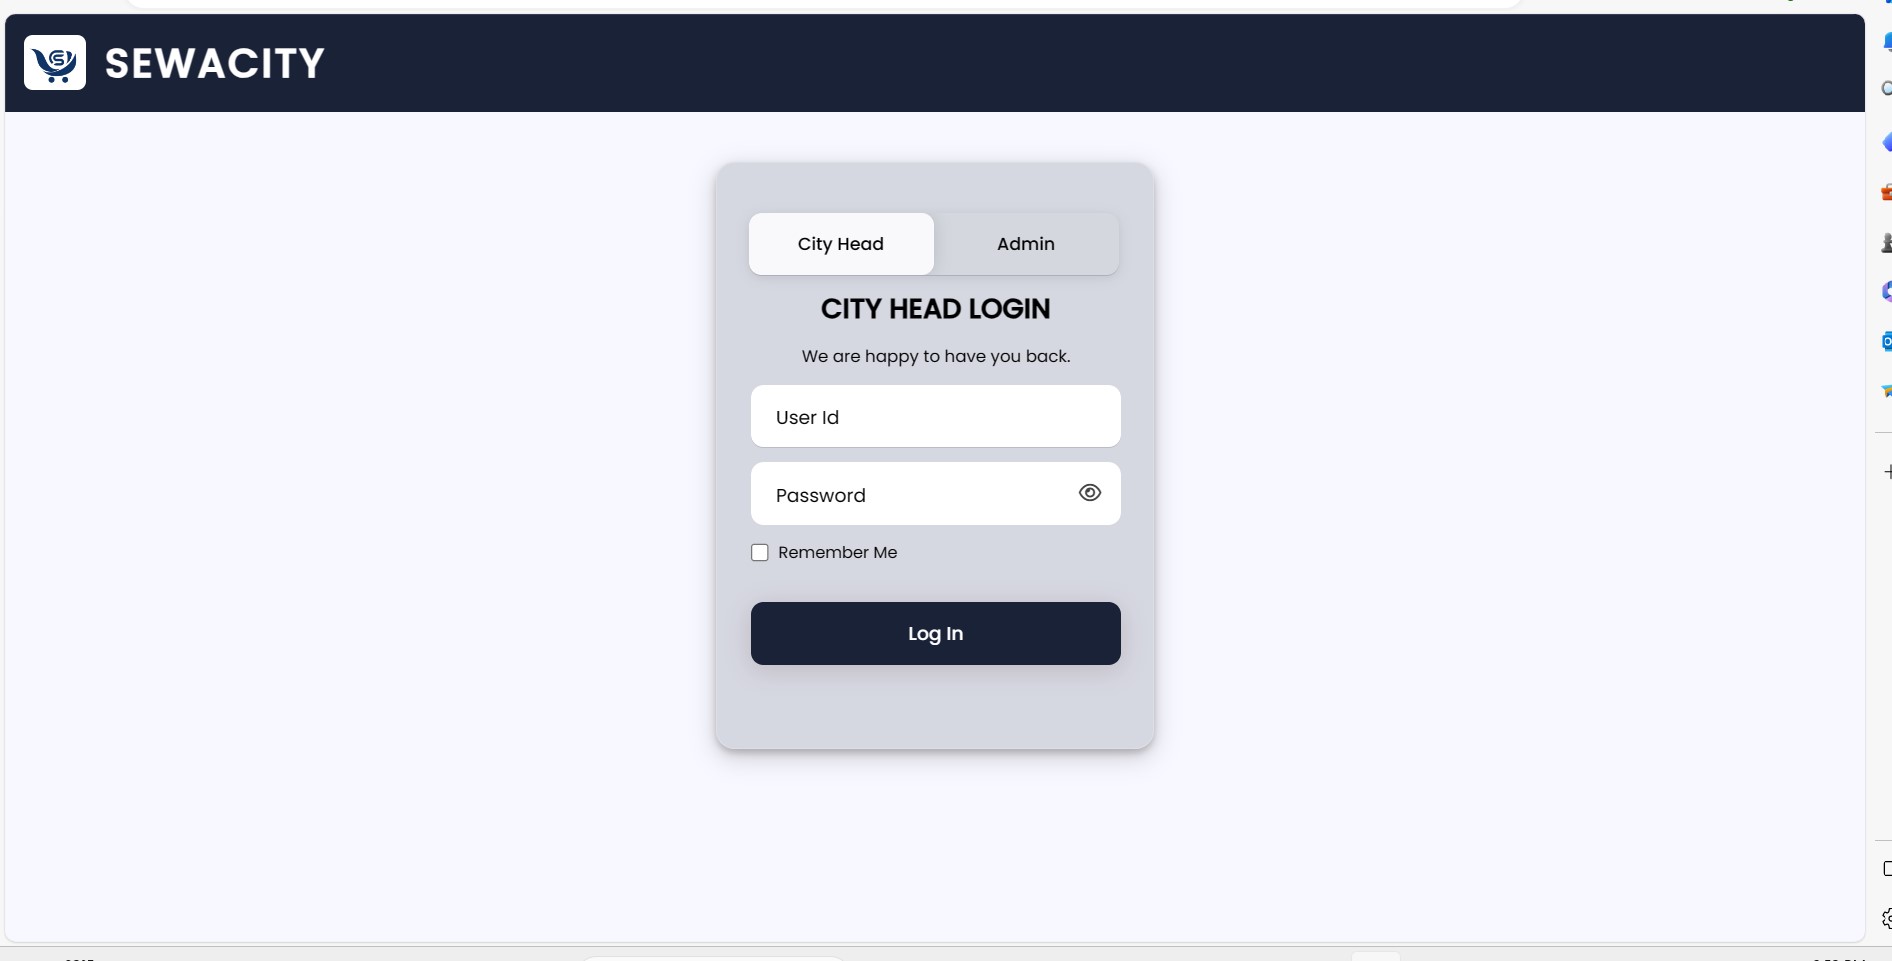 SEWACITY
City Head
Admin
CITY HEAD LOGIN
We are happy to have you back.
User Id
Password
Remember Me
Log In